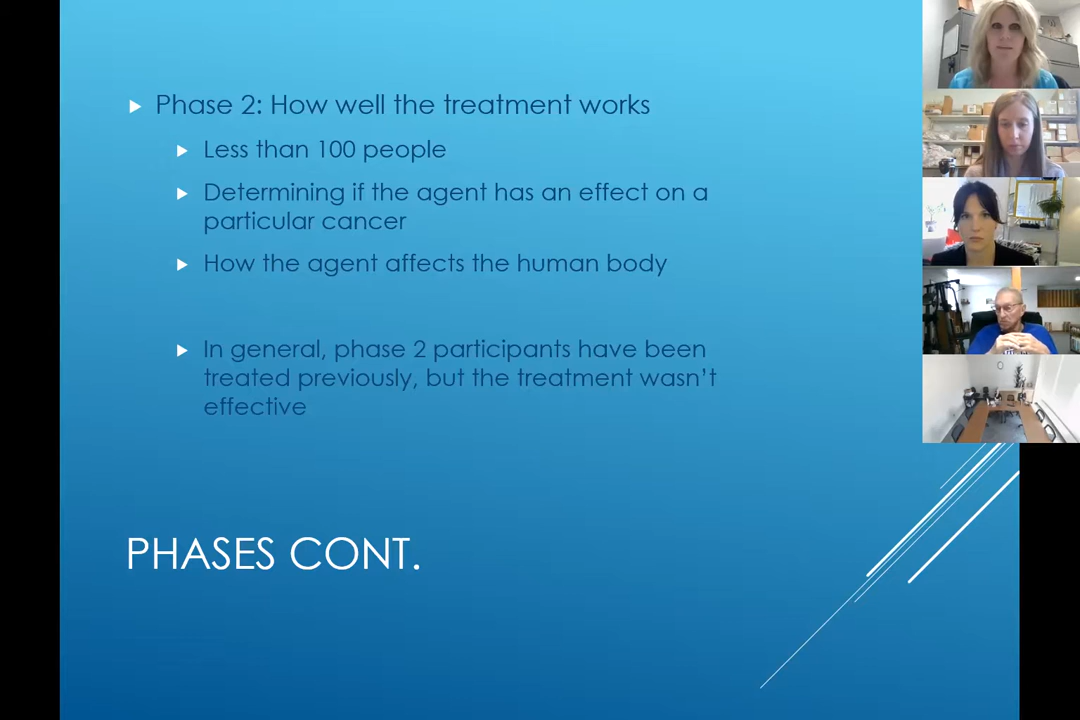 Phase 2: How well the treatment works
Less than 100 people
Determining if the agent has an effect on a
particular cancer
How the agent affects the human body
In general, phase 2 participants have been
treated previously, but the treatment wasn't
effective
PHASES CONT.